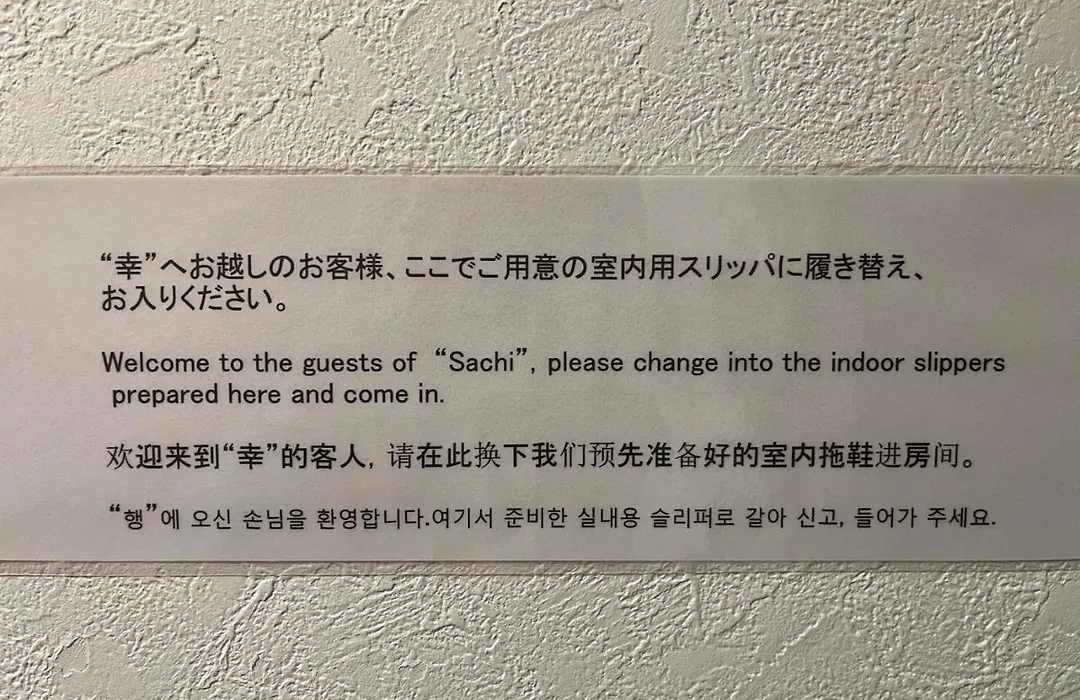 “幸”へお越しのお客様、ここでご用意の室内用スリッパに履き替え、
お入りください。
Welcome to the guests of “Sachi”, please change into the indoor slippers
prepared here and come in.
欢迎来到“幸”的客人, 请在此换下我们预先准备好的室内拖鞋进房间。
“행”에 오신 손님을 환영합니다.여기서 준비한 실내용 슬리퍼로 갈아 신고, 들어가 주세요.